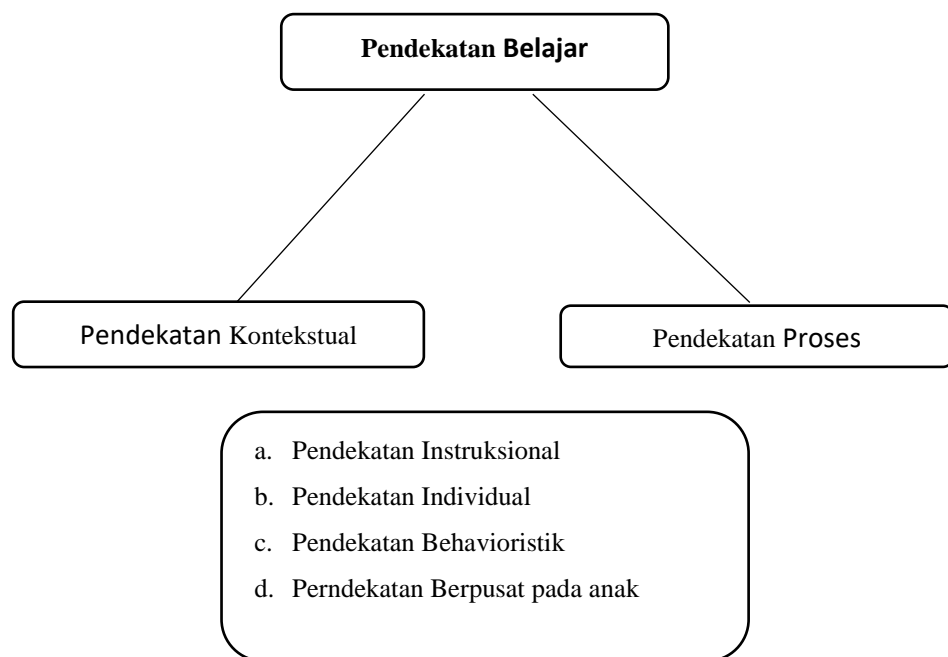 Pendekatan Belajar
Pendekatan Kontekstual
Pendekatan Proses
a. Pendekatan Instruksional
b. Pendekatan Individual
c. Pendekatan Behavioristik
d. Perndekatan Berpusat pada anak